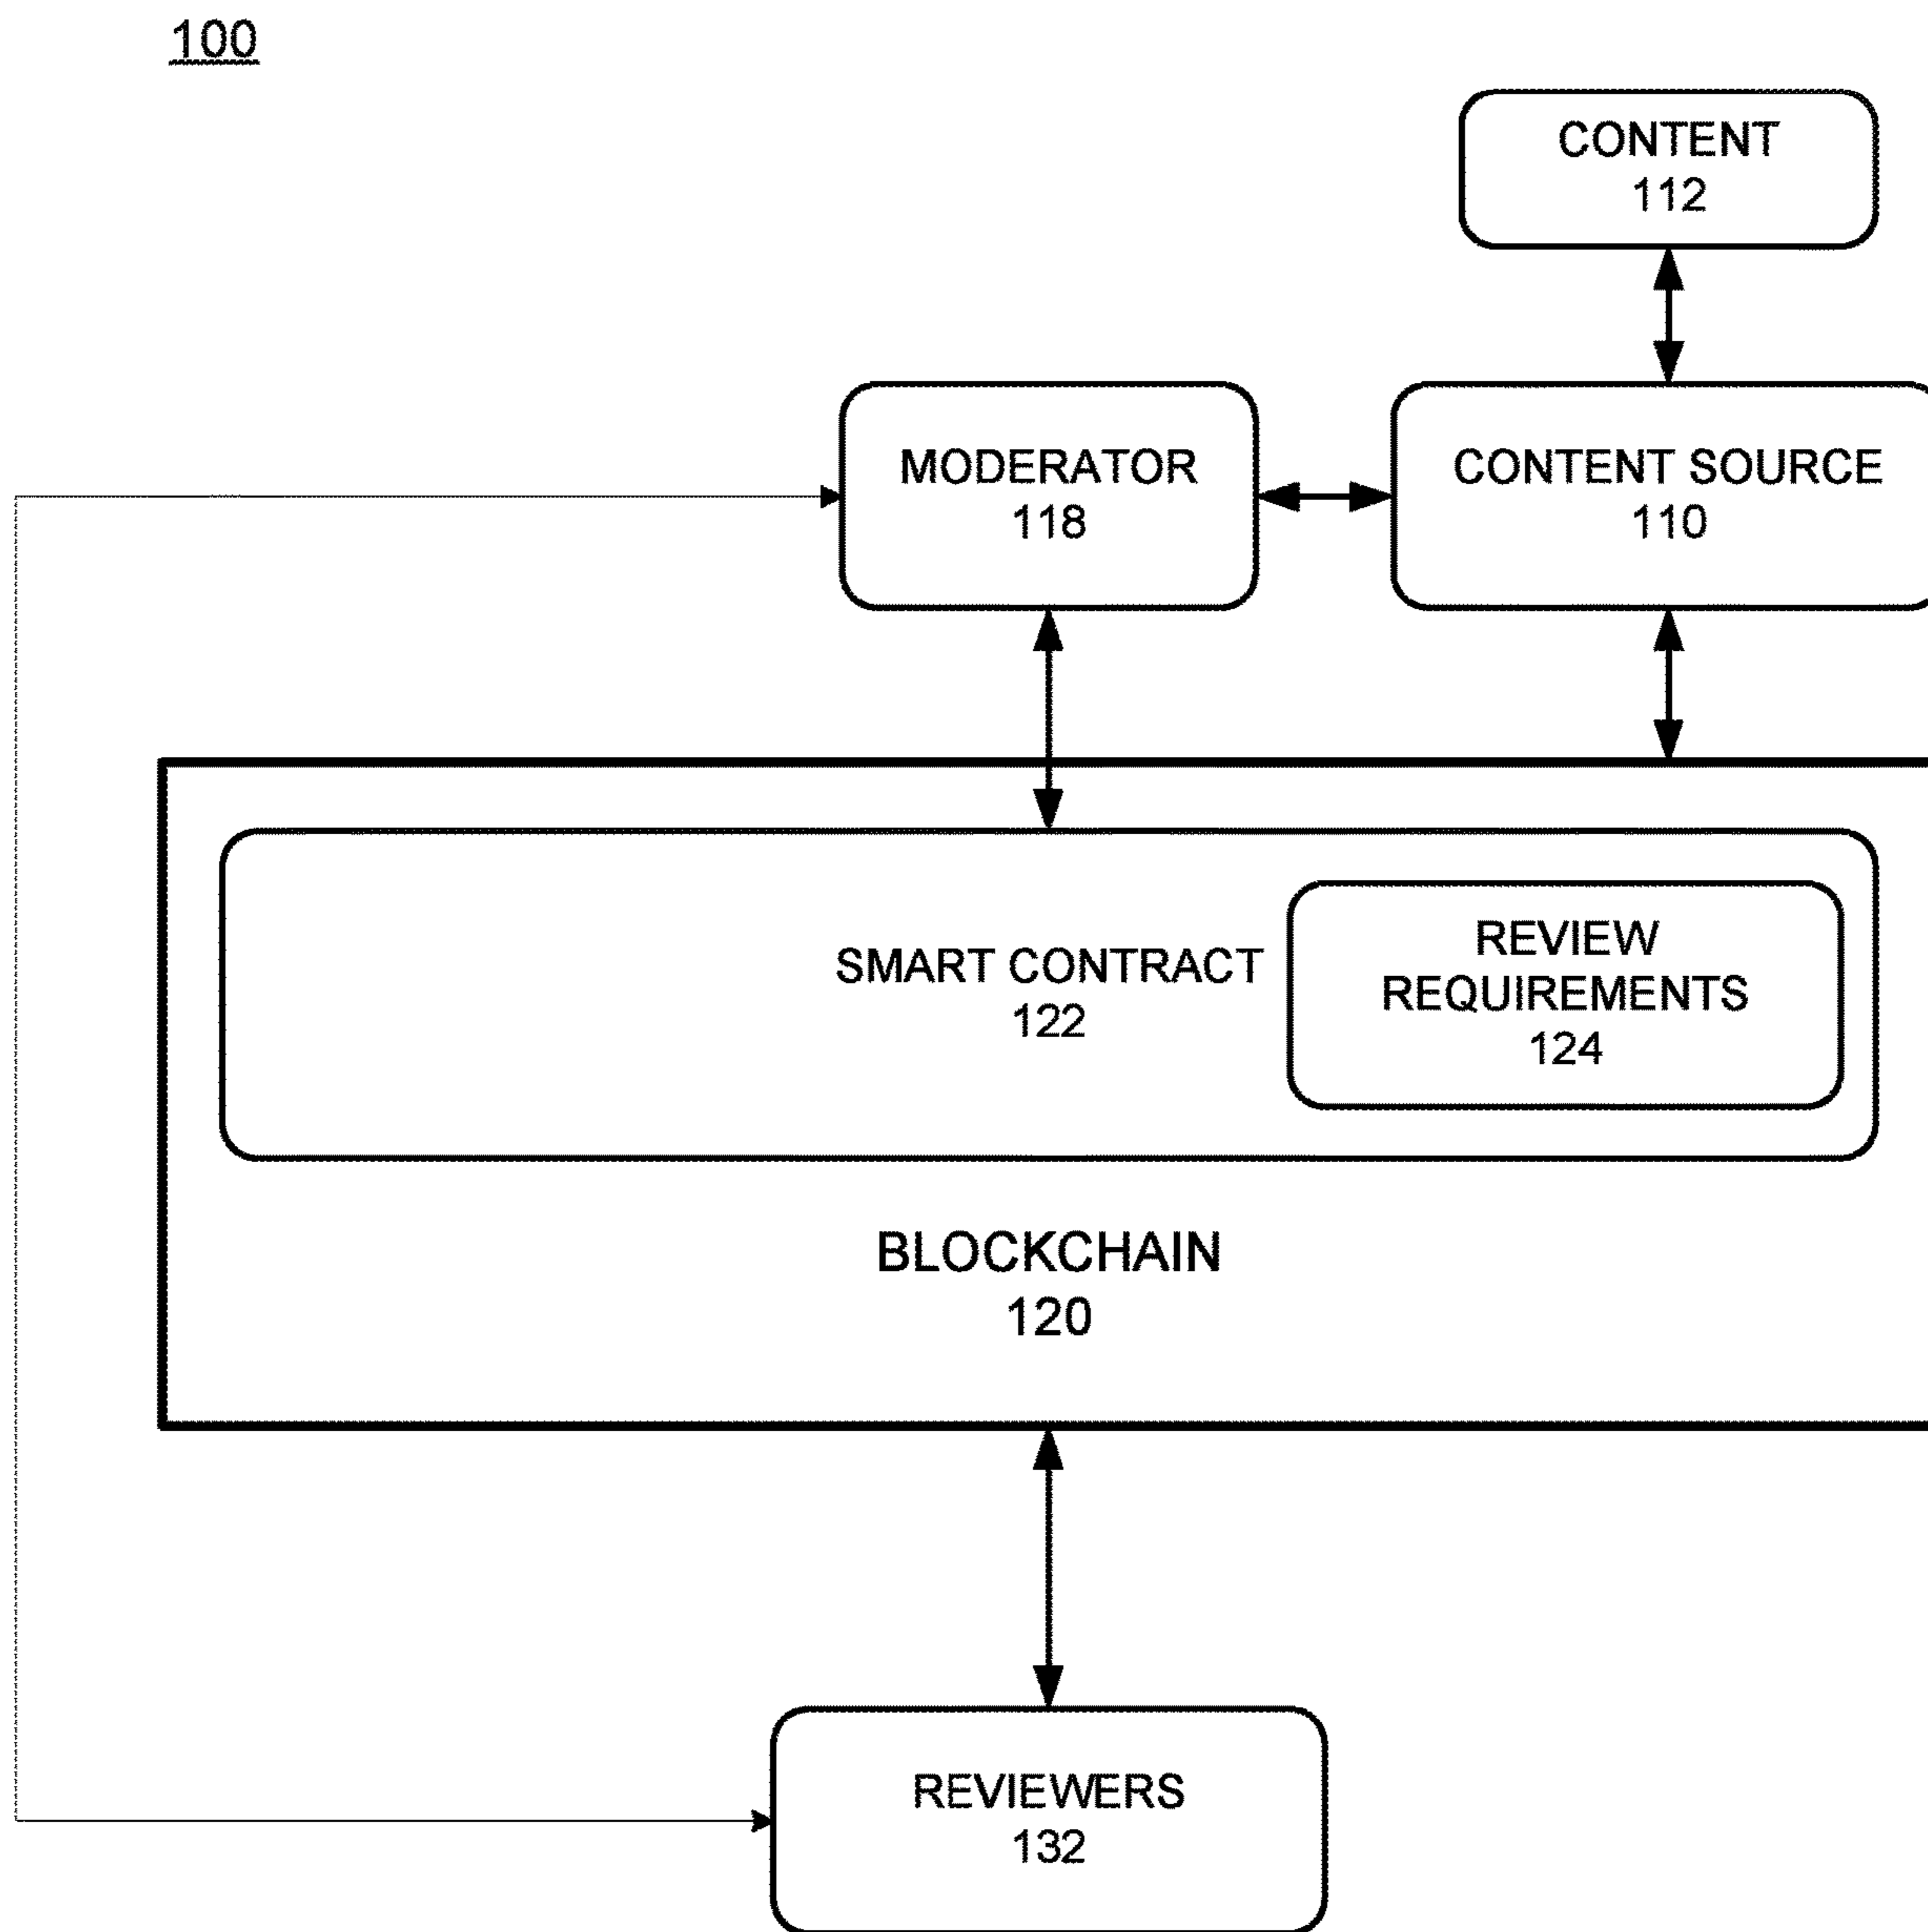 100
CONTENT
112
MODERATOR
118
CONTENT SOURCE
110
SMART CONTRACT
122
REVIEW
REQUIREMENTS
124
BLOCKCHAIN
120
REVIEWERS
132